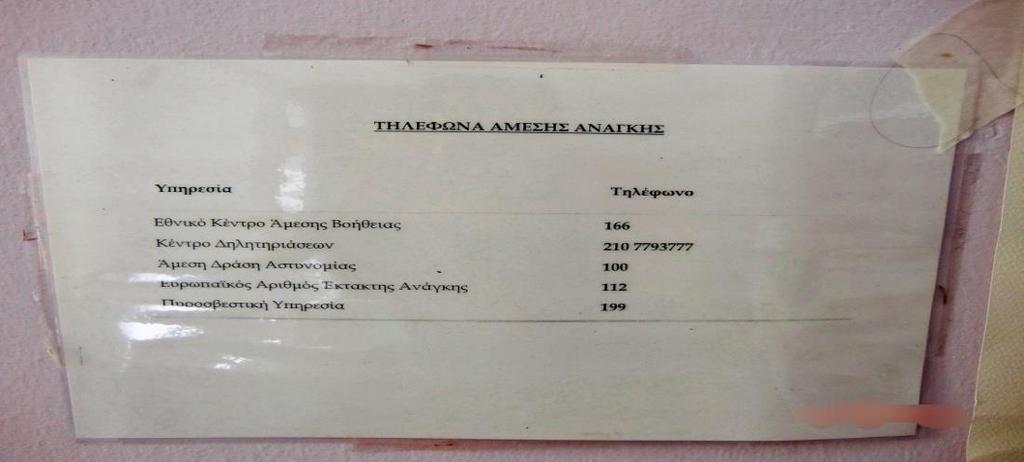 ΤΗΛΕΦΩΝΑ ΑΜΕΣΗΣ ΑΝΑΓΚΗΣ
Υπηρεσία Τηλέφωνο
Εθνικό Κέντρο Άμεσης Βοήθειας 166
Κέντρο Δηλητηριάσεων 210 7793777
Άμεση Δράση Αστυνομίας 100
Ευρωπαϊκός Αριθμός Έκτακτης Ανάγκης 112
Πυροσβεστική Υπηρεσία 199